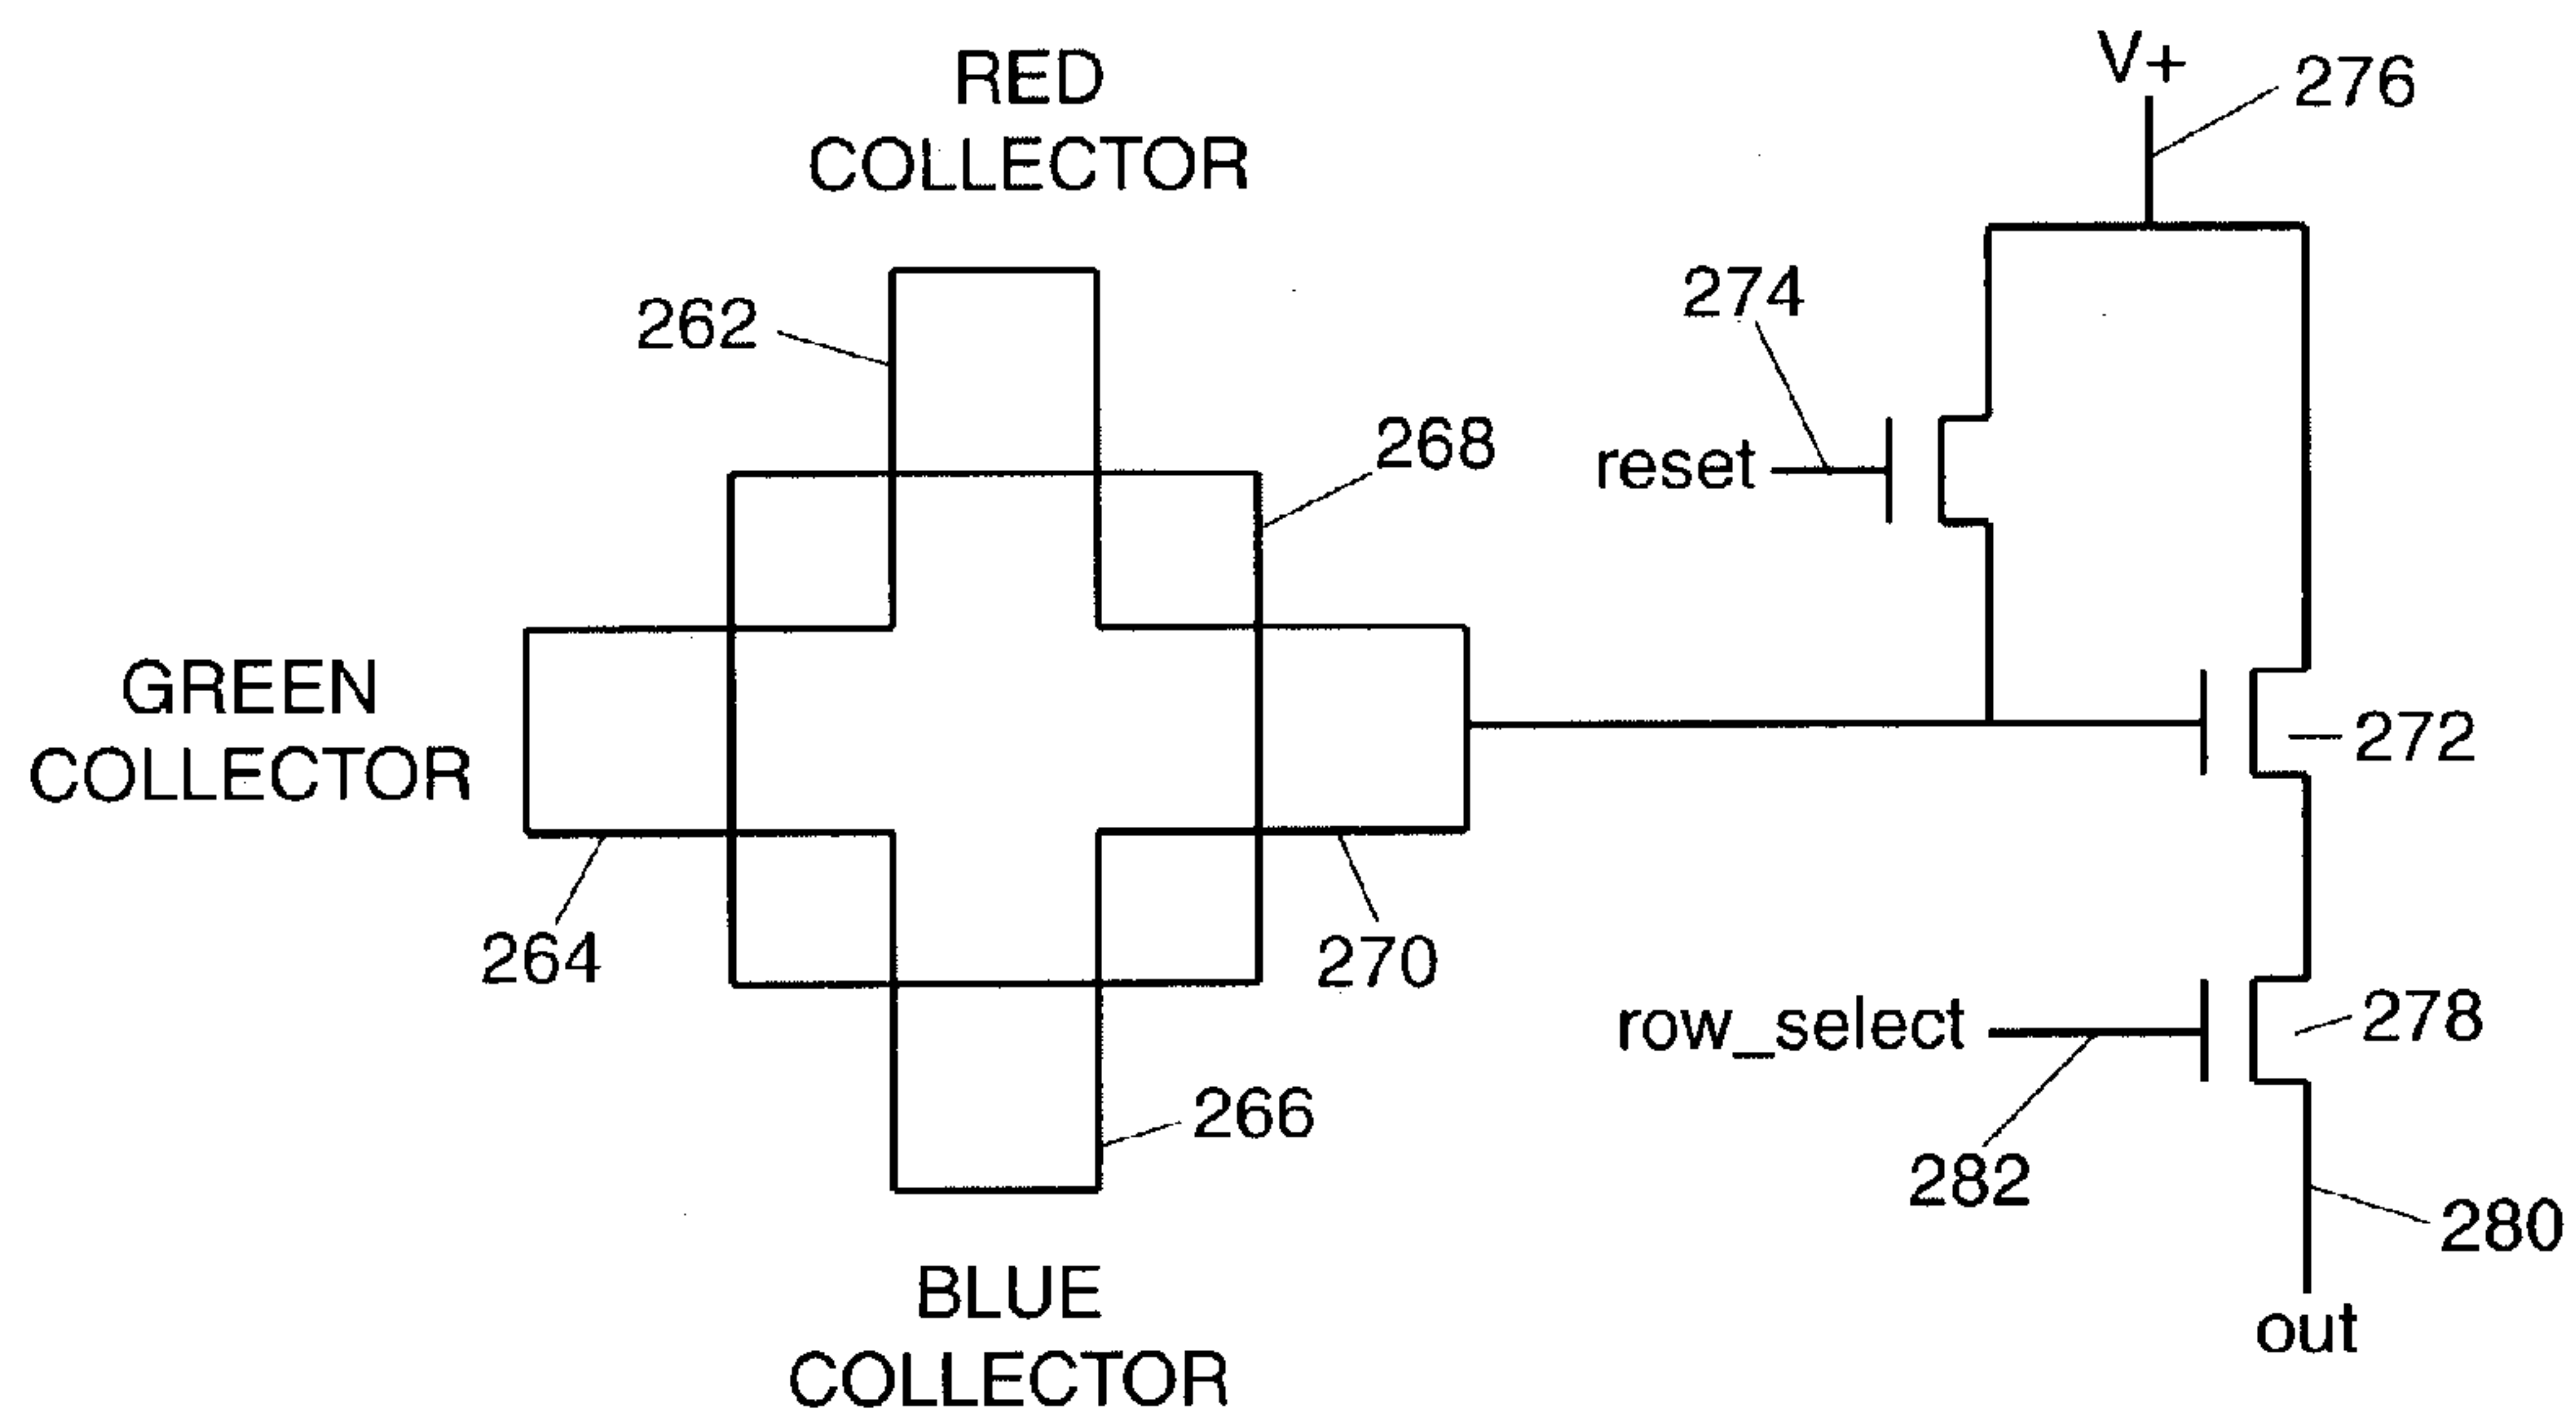 RED
COLLECTOR
V+
276
262
274
268
reset
GREEN
COLLECTOR
272
264
270
row_select
278
266
282
280
BLUE
COLLECTOR
out